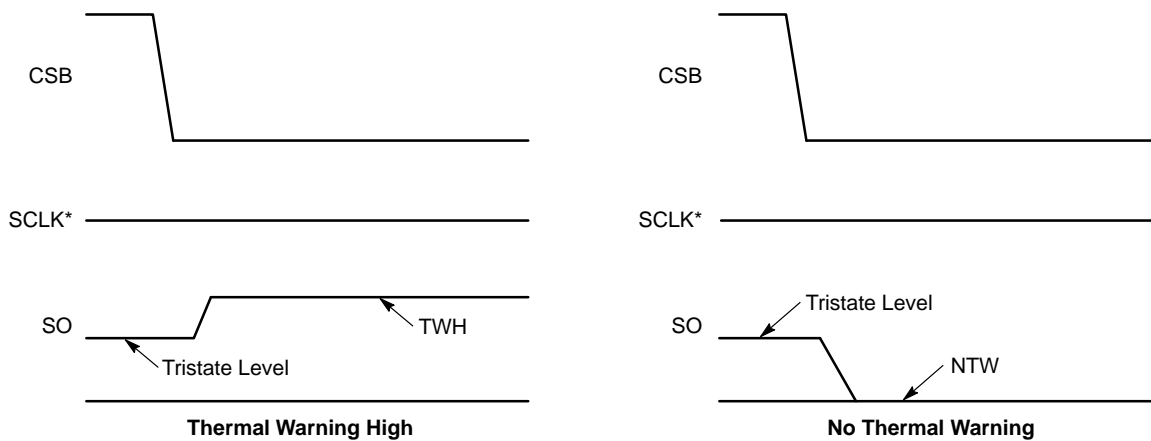 CSB
SCLK*
SO
TWH
Tristate Level
Thermal Warning High
CSB
SCLK*
SO
Tristate Level
NTW
No Thermal Warning